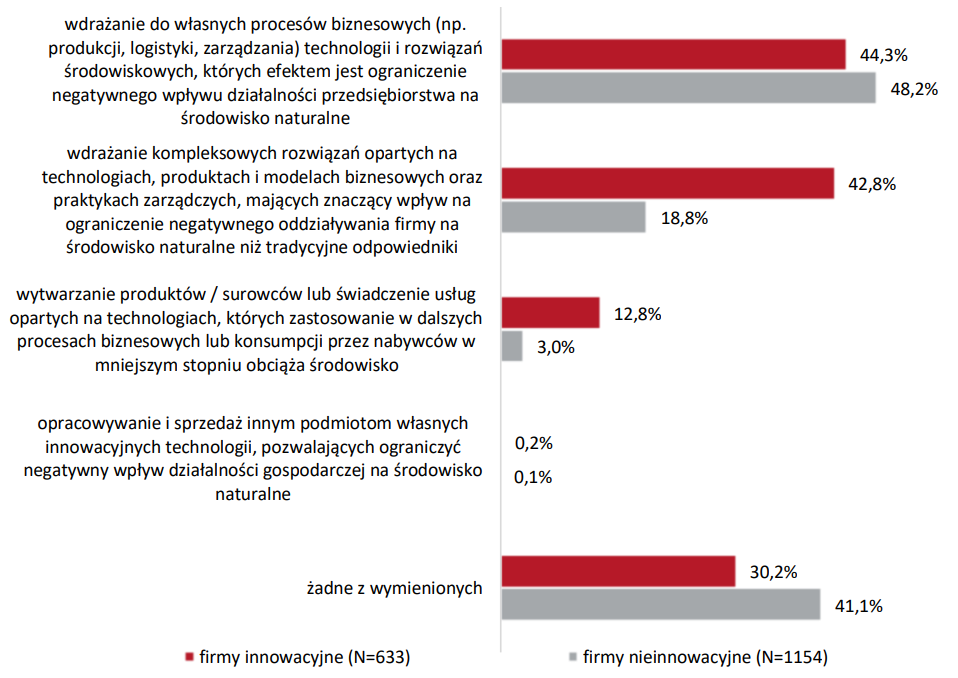 wdrażanie do własnych procesów biznesowych (np.
produkcji, logistyki, zarządzania) technologii i rozwiązań
środowiskowych, których efektem jest ograniczenie
negatywnego wpływu działalności przedsiębiorstwa na
środowisko naturalne
44,3%
48,2%
wdrażanie kompleksowych rozwiązań opartych na
technologiach, produktach i modelach biznesowych oraz
praktykach zarządczych, mających znaczący wpływ na
ograniczenie negatywnego oddziaływania firmy na
środowisko naturalne niż tradycyjne odpowiedniki
42,8%
18,8%
wytwarzanie produktów / surowców lub świadczenie usług
opartych na technologiach, których zastosowanie w dalszych
procesach biznesowych lub konsumpcji przez nabywców w
mniejszym stopniu obciąża środowisko
12,8%
3,0%
opracowywanie i sprzedaż innym podmiotom własnych
innowacyjnych technologii, pozwalających ograniczyć
negatywny wpływ działalności gospodarczej na środowisko
naturalne
0,2%
0,1%
żadne z wymienionych
30,2%
41,1%
firmy innowacyjne (N=633)
firmy nieinnowacyjne (N=1154)